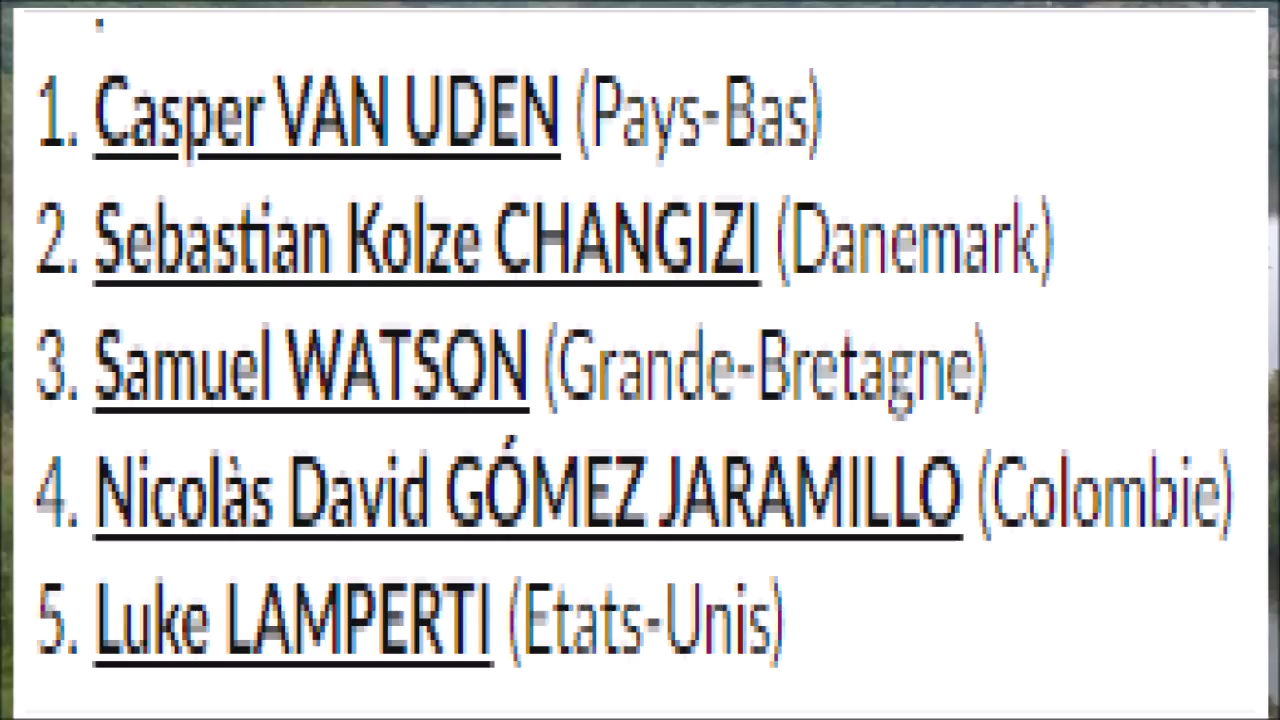 1. Casper VAN UDEN (Pays-Bas)
2. Sebastian Kolze CHANGIZI (Danemark)
3. Samuel WATSON (Grande-Bretagne)
4. Nicolàs David GÓMEZ JARAMILLO (Colombie)
5. Luke LAMPERTI (Etats-Unis)